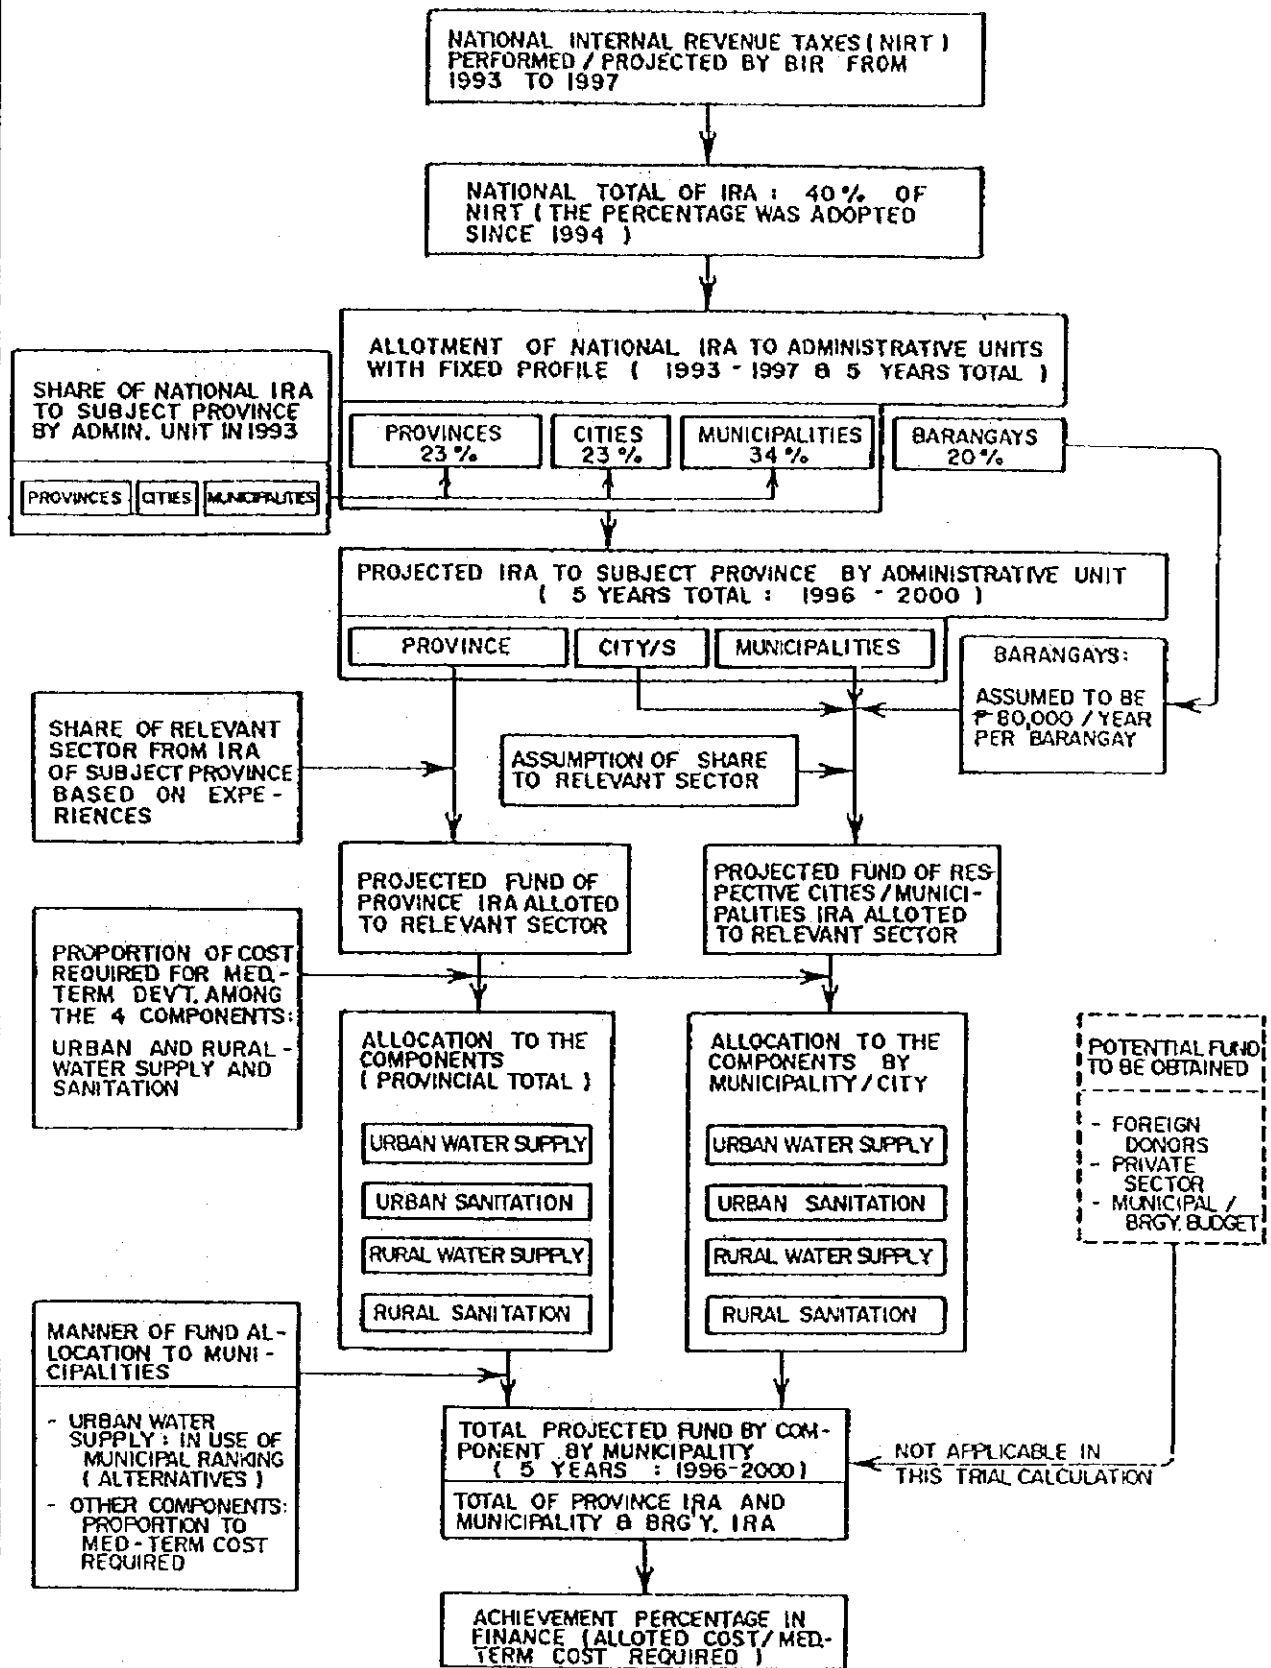 NATIONAL INTERNAL REVENUE TAXES (NIRT)
PERFORMED / PROJECTED BY BIR FROM
1993 TO 1997
NATIONAL TOTAL OF IRA : 40 % OF
NIRT (THE PERCENTAGE WAS ADOPTED
SINCE 1994 )
ALLOTMENT OF NATIONAL IRA TO ADMINISTRATIVE UNITS
WITH FIXED PROFILE ( 1993 - 1997 & 5 YEARS TOTAL )
PROVINCES
23 %
CITIES
23 %
MUNICIPALITIES
34 %
BARANGAYS
20 %
SHARE OF NATIONAL IRA
TO SUBJECT PROVINCE
BY ADMIN. UNIT IN 1993
PROVINCES
CITIES
MUNICIPALITIES
PROJECTED IRA TO SUBJECT PROVINCE BY ADMINISTRATIVE UNIT
( 5 YEARS TOTAL : 1996 - 2000 )
PROVINCE
CITY/S
MUNICIPALITIES
BARANGAYS:
ASSUMED TO BE
₱ 80,000 / YEAR
PER BARANGAY
SHARE OF RELEVANT
SECTOR FROM IRA
OF SUBJECT PROVINCE
BASED ON EXPE-
RIENCES
ASSUMPTION OF SHARE
TO RELEVANT SECTOR
PROJECTED FUND OF
PROVINCE IRA ALLOTED
TO RELEVANT SECTOR
PROJECTED FUND OF RES
PECTIVE CITIES / MUNICI-
PALITIES IRA ALLOTED
TO RELEVANT SECTOR
PROPORTION OF COST
REQUIRED FOR MED.-
TERM DEVT. AMONG
THE 4 COMPONENTS:
URBAN AND RURAL -
WATER SUPPLY AND
SANITATION
ALLOCATION TO THE
COMPONENTS
( PROVINCIAL TOTAL )
URBAN WATER SUPPLY
URBAN SANITATION
RURAL WATER SUPPLY
RURAL SANITATION
ALLOCATION TO THE
COMPONENTS BY
MUNICIPALITY / CITY
URBAN WATER SUPPLY
URBAN SANITATION
RURAL WATER SUPPLY
RURAL SANITATION
POTENTIAL FUND
TO BE OBTAINED
- FOREIGN
DONORS
- PRIVATE
SECTOR
- MUNICIPAL /
BRGY. BUDGET
MANNER OF FUND AL-
LOCATION TO MUNI -
CIPALITIES
- URBAN WATER
SUPPLY : IN USE OF
MUNICIPAL RANKING
( ALTERNATIVES )
- OTHER COMPONENTS:
PROPORTION TO
MED - TERM COST
REQUIRED
TOTAL PROJECTED FUND BY COM-
PONENT BY MUNICIPALITY
( 5 YEARS : 1996-2000)
TOTAL OF PROVINCE IRA AND
MUNICIPALITY & BRG'Y. IRA
NOT APPLICABLE IN
THIS TRIAL CALCULATION
ACHIEVEMENT PERCENTAGE IN
FINANCE (ALLOTED COST/ MED.-
TERM COST REQUIRED )